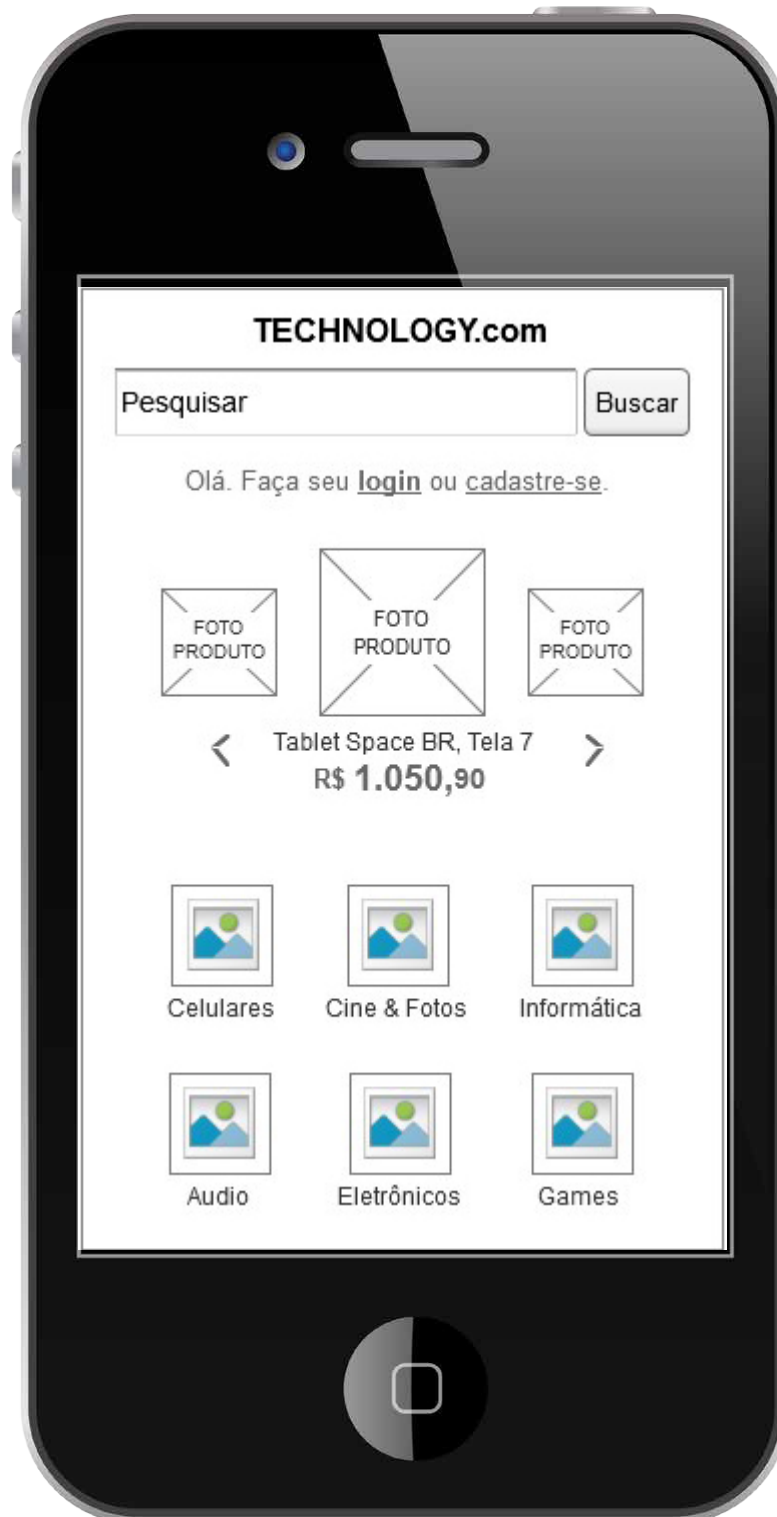 TECHNOLOGY.com
Pesquisar Buscar
Olá. Faça seu login ou cadastre-se.
FOTO PRODUTO
FOTO PRODUTO
FOTO PRODUTO
Tablet Space BR, Tela 7
R$ 1.050,90
Celulares Cine & Fotos Informática
Audio Eletrônicos Games